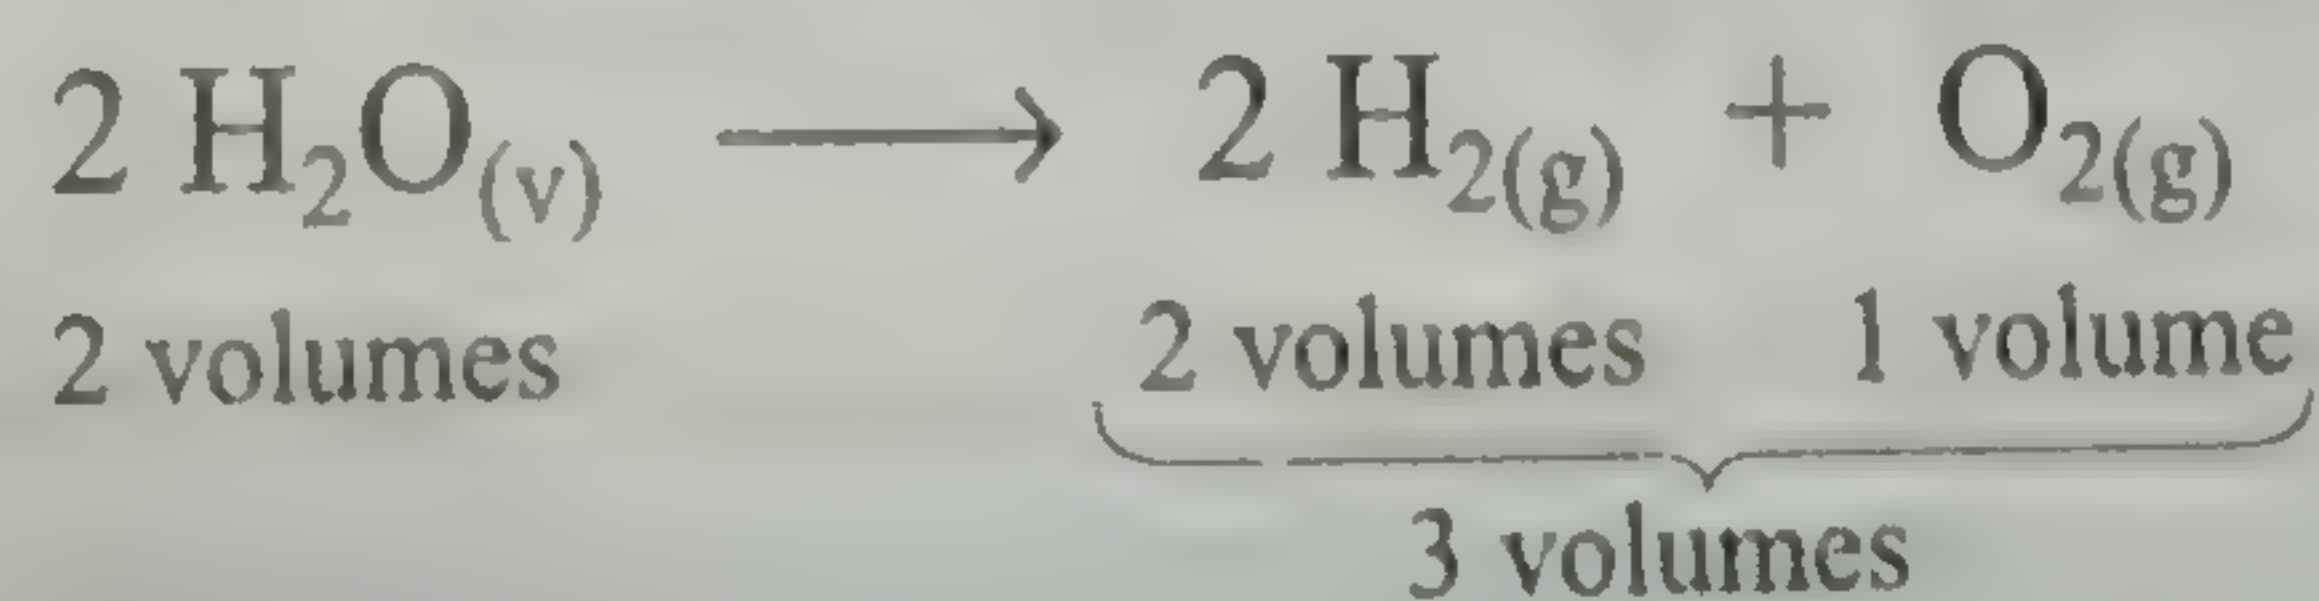 2 H₂O₍ᵥ₎ ⟶ 2 H₂₍g₎ + O₂₍g₎
2 volumes 2 volumes 1 volume
3 volumes